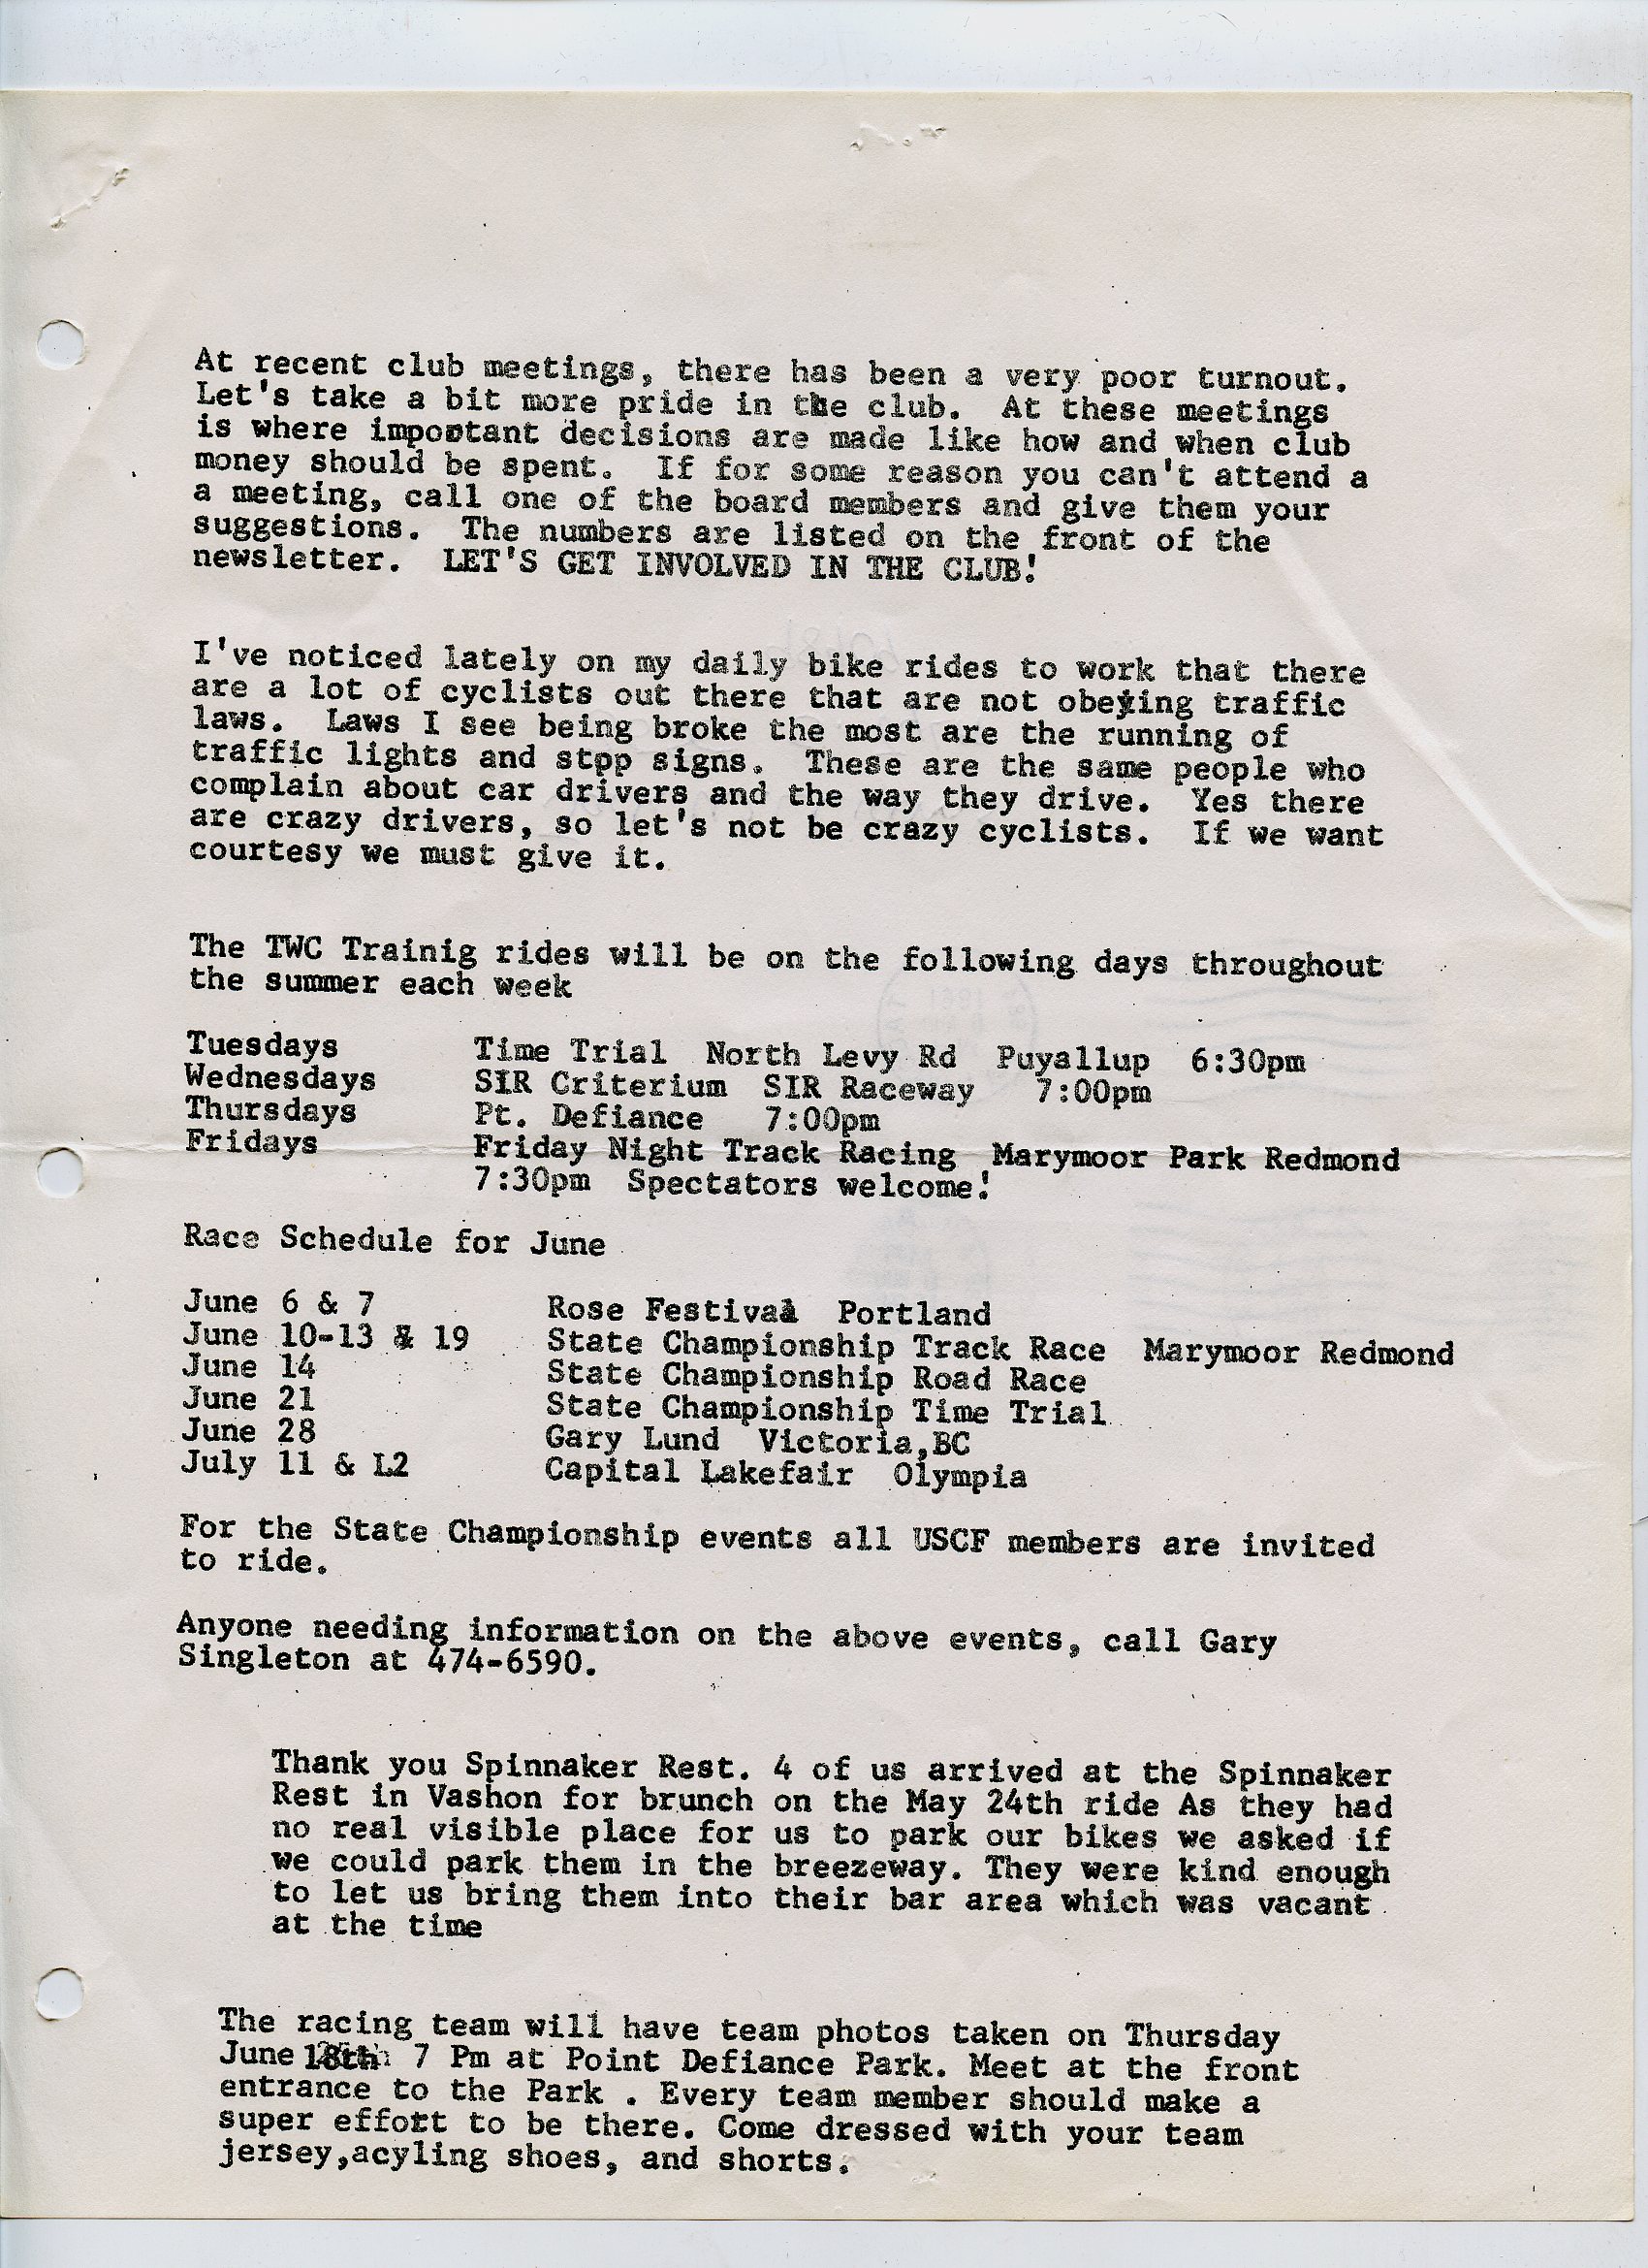 At recent club meetings, there has been a very poor turnout.
Let's take a bit more pride in the club.  At these meetings
is where important decisions are made like how and when club
money should be spent.  If for some reason you can't attend a
a meeting, call one of the board members and give them your
suggestions.  The numbers are listed on the front of the
newsletter.  LET'S GET INVOLVED IN THE CLUB!
I've noticed lately on my daily bike rides to work that there
are a lot of cyclists out there that are not obeying traffic
laws.  Laws I see being broke the most are the running of
traffic lights and stpp signs.  These are the same people who
complain about car drivers and the way they drive.  Yes there
are crazy drivers, so let's not be crazy cyclists.  If we want
courtesy we must give it.
The TWC Trainig rides will be on the following days throughout
the summer each week
Tuesdays Time Trial  North Levy Rd  Puyallup  6:30pm
Wednesdays SIR Criterium  SIR Raceway  7:00pm
Thursdays Pt. Defiance  7:00pm
Fridays Friday Night Track Racing  Marymoor Park Redmond
7:30pm  Spectators welcome!
Race Schedule for June
June 6 & 7 Rose Festival  Portland
June 10-13 & 19 State Championship Track Race  Marymoor Redmond
June 14 State Championship Road Race
June 21 State Championship Time Trial
June 28 Gary Lund  Victoria,BC
July 11 & L2 Capital Lakefair  Olympia
For the State Championship events all USCF members are invited
to ride.
Anyone needing information on the above events, call Gary
Singleton at 474-6590.
Thank you Spinnaker Rest. 4 of us arrived at the Spinnaker
Rest in Vashon for brunch on the May 24th ride As they had
no real visible place for us to park our bikes we asked if
we could park them in the breezeway. They were kind enough
to let us bring them into their bar area which was vacant
at the time
The racing team will have team photos taken on Thursday
June 18th 7 Pm at Point Defiance Park. Meet at the front
entrance to the Park . Every team member should make a
super effort to be there. Come dressed with your team
jersey,acyling shoes, and shorts.